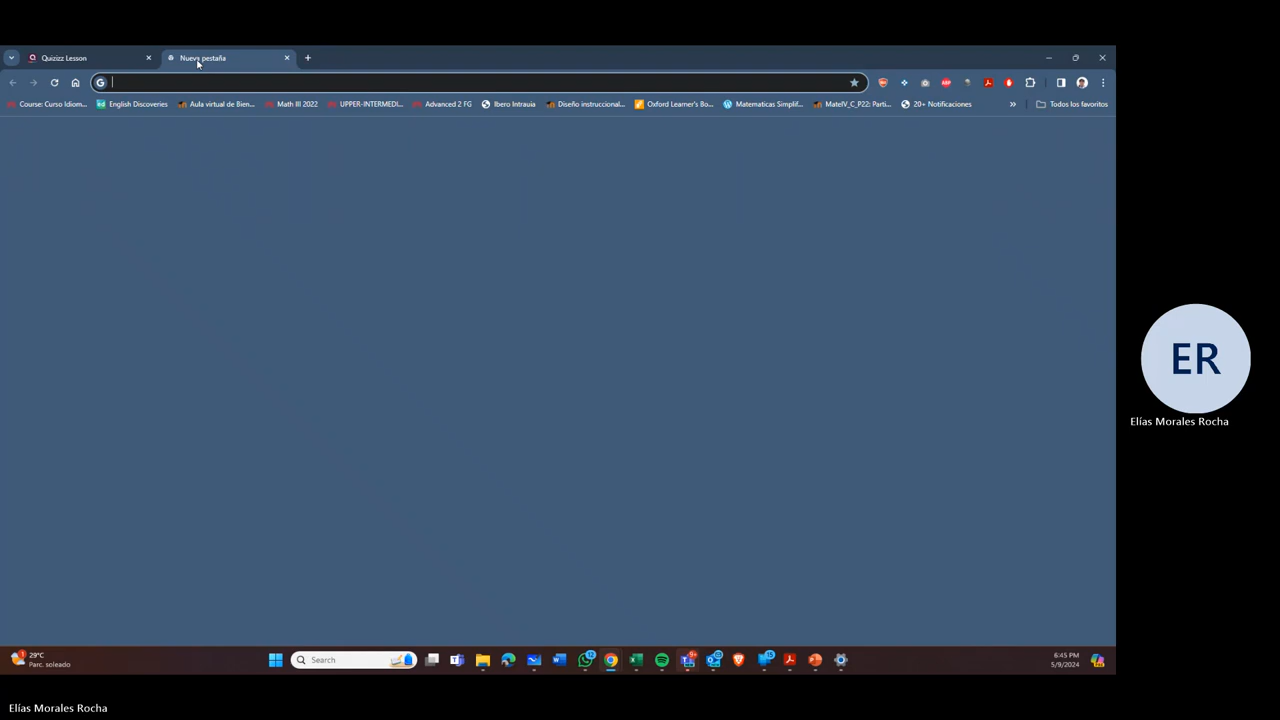 Quizizz Lesson
Nueva pestaña
Course: Curso Idiom...
English Discoveries
Aula virtual de Bien...
Math III 2022
UPPER-INTERMEDI...
Advanced 2 FG
Ibero Intrauia
Diseño instruccional...
Oxford Learner's Bo...
Matematicas Simplif...
MateIV_C_P22: Parti...
20+ Notificaciones
»
Todos los favoritos
ER
Elías Morales Rocha
29°C
Parc. soleado
Search
6:45 PM
5/9/2024
Elías Morales Rocha